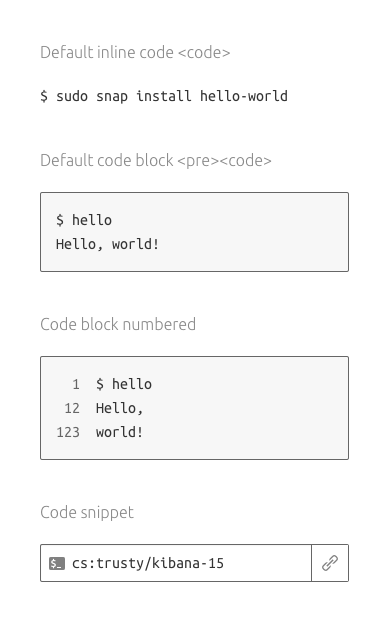 Default inline code <code>
$ sudo snap install hello-world
Default code block <pre><code>
$ hello
Hello, world!
Code block numbered
1 $ hello
12 Hello,
123 world!
Code snippet
$_ cs:trusty/kibana-15